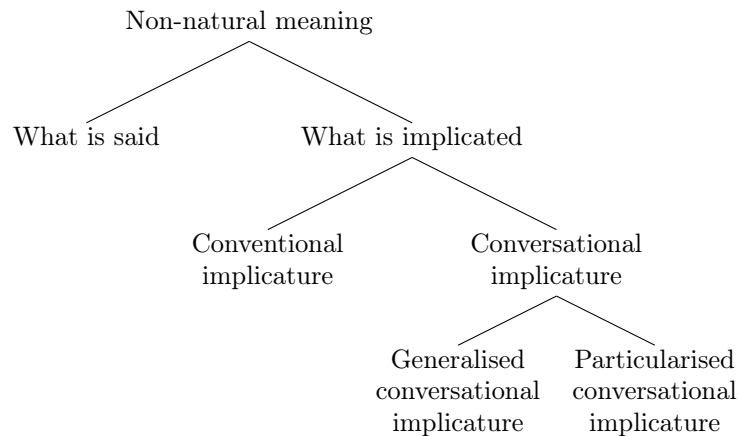 Non-natural meaning
What is said
What is implicated
Conventional
implicature
Conversational
implicature
Generalised
conversational
implicature
Particularised
conversational
implicature